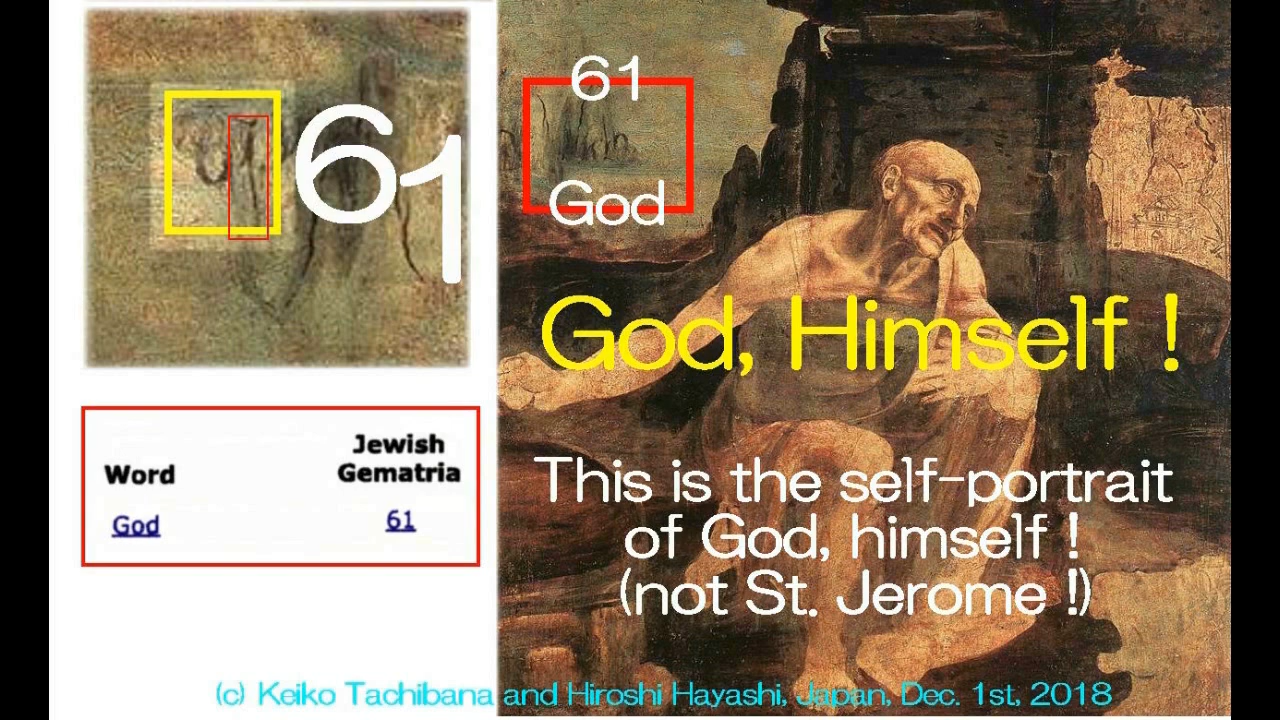 61
61
God
God, Himself !
Jewish
Word Gematria
God 61
This is the self-portrait
of God, himself !
(not St. Jerome !)
(c) Keiko Tachibana and Hiroshi Hayashi, Japan, Dec. 1st, 2018